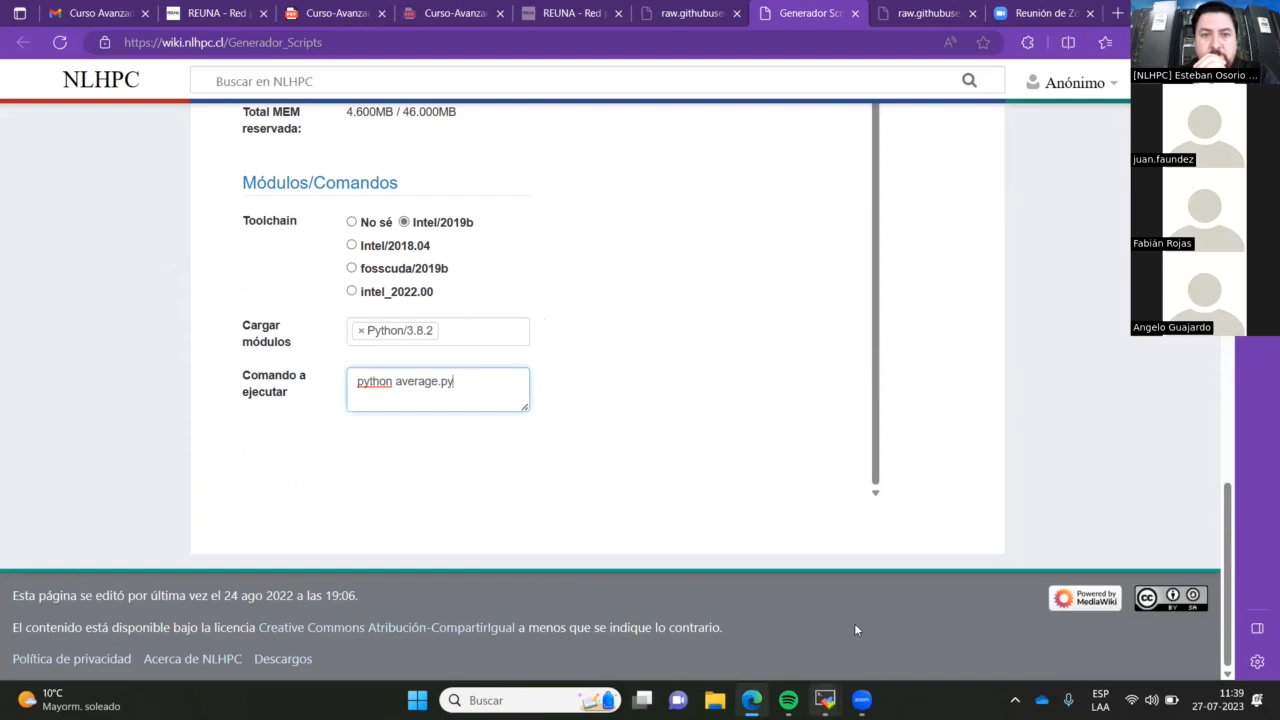 Curso Avanzad
REUNA - Red p
Curso-Avanza
Curso-Avanza
REUNA - Red p
raw.githubuse
Generador Scr
raw.githubuse
Reunión de Zo
https://wiki.nlhpc.cl/Generador_Scripts
NLHPC
Buscar en NLHPC
Anónimo
[NLHPC] Esteban Osorio ...
juan.faundez
Fabián Rojas
Angelo Guajardo
Total MEM
reservada:
4.600MB / 46.000MB
Módulos/Comandos
Toolchain
No sé Intel/2019b
Intel/2018.04
fosscuda/2019b
intel_2022.00
Cargar
módulos
× Python/3.8.2
Comando a
ejecutar
python average.py
Esta página se editó por última vez el 24 ago 2022 a las 19:06.
El contenido está disponible bajo la licencia Creative Commons Atribución-CompartirIgual a menos que se indique lo contrario.
Política de privacidad Acerca de NLHPC Descargos
Powered by
MediaWiki
CC BY SA
10°C
Mayorm. soleado
Buscar
zoom
ESP
LAA
11:39
27-07-2023